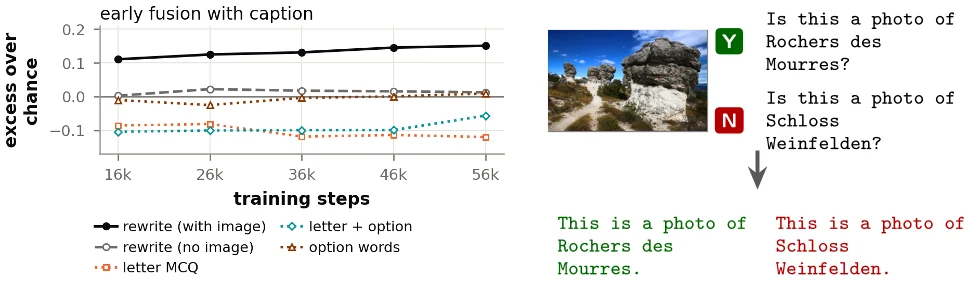 early fusion with caption
excess over
chance
0.2
0.1
0.0
−0.1
16k
26k
36k
46k
56k
training steps
rewrite (with image)
rewrite (no image)
letter MCQ
letter + option
option words
Y
Is this a photo of
Rochers des
Mourres?
N
Is this a photo of
Schloss
Weinfelden?
This is a photo of
Rochers des
Mourres.
This is a photo of
Schloss
Weinfelden.